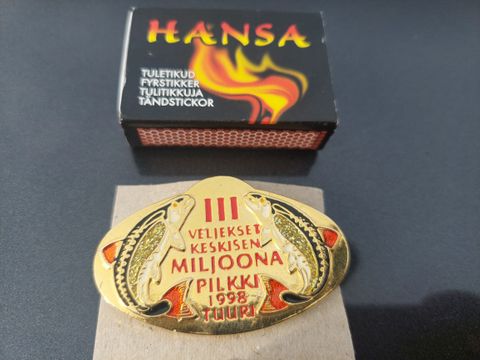 HANSA
TULETIKUD
FYRSTIKKER
TULITIKKUJA
TÄNDSTICKOR
III
VELJEKSET
KESKISEN
MILJOONA
PILKKI
1998
TUURI